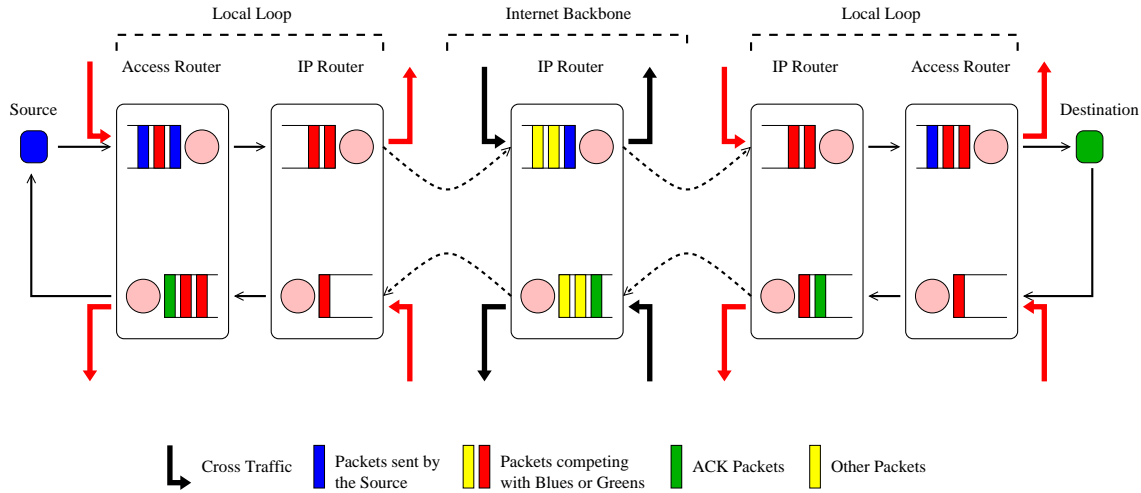 Local Loop
Internet Backbone
Local Loop
Access Router
IP Router
IP Router
IP Router
Access Router
Source
Destination
Cross Traffic
Packets sent by
the Source
Packets competing
with Blues or Greens
ACK Packets
Other Packets